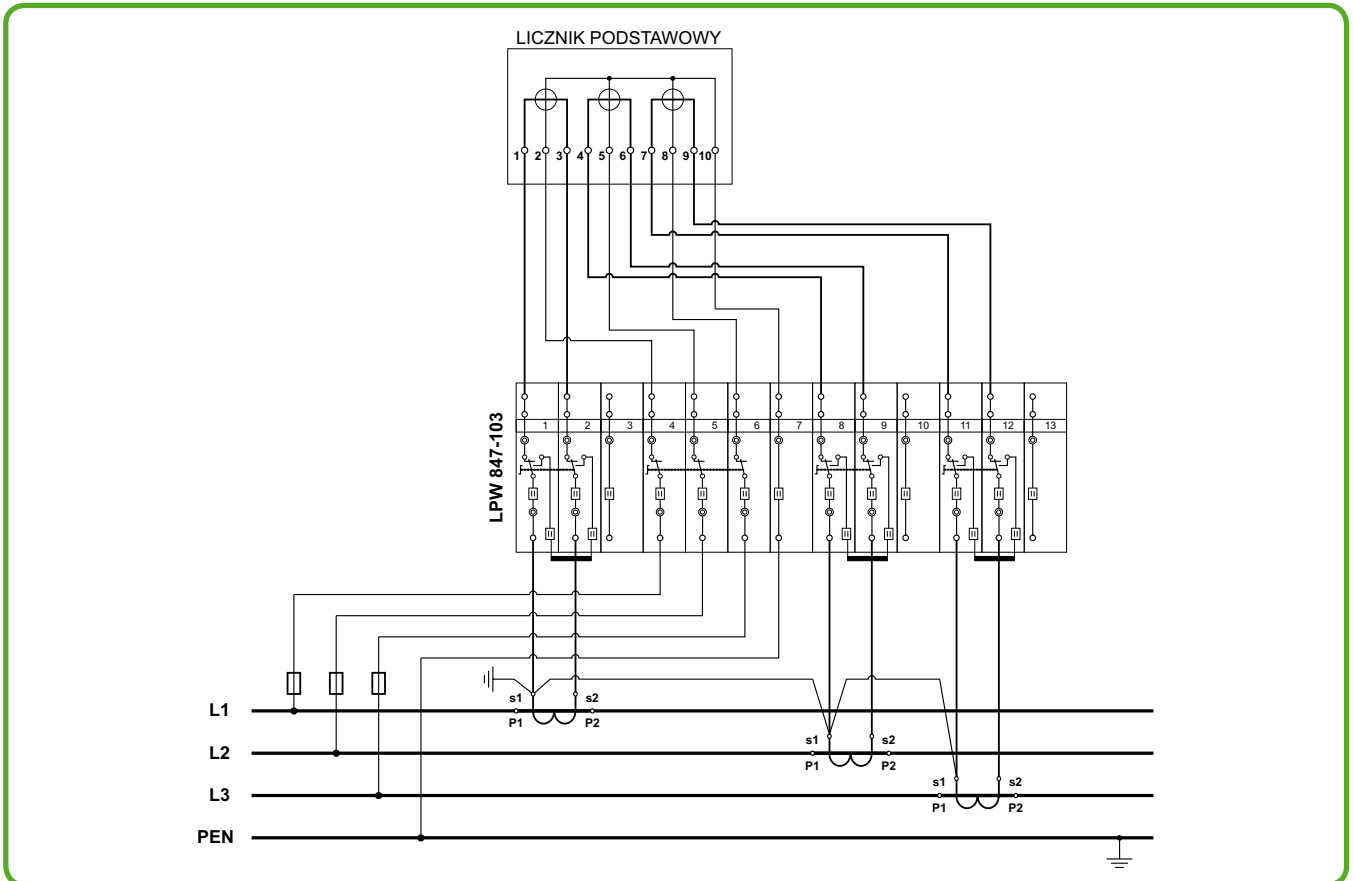 LICZNIK PODSTAWOWY
1 2 3 4 5 6 7 8 9 10
LPW 847-103
1 2 3 4 5 6 7 8 9 10 11 12 13
s1 s2
L1
P1 P2
s1 s2
L2
P1 P2
s1 s2
L3
P1 P2
PEN